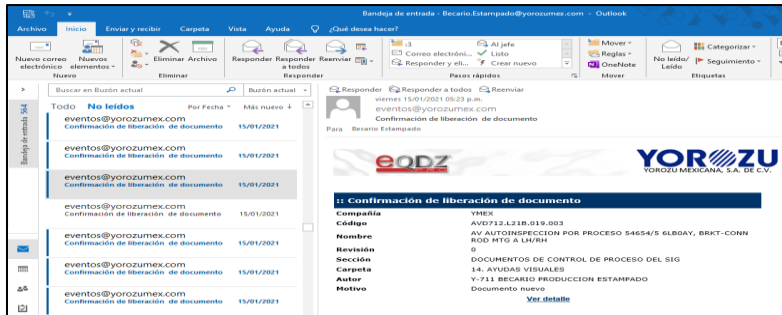 Bandeja de entrada - Becario.Estampado@yorozumex.com - Outlook
Archivo Inicio Enviar y recibir Carpeta Vista Ayuda ¿Qué desea hacer?
Nuevo correo electrónico
Nuevos elementos
Nuevo
Eliminar Archivo
Eliminar
Responder Responder a todos Reenviar
Responder
:3
Correo electróni...
Responder y eli...
Al jefe
Listo
Crear nuevo
Pasos rápidos
Mover
Reglas
OneNote
Mover
No leído/ Leído
Categorizar
Seguimiento
Etiquetas
Bandeja de entrada 564
Buscar en Buzón actual Buzón actual
Todo No leídos Por Fecha Más nuevo ↓
eventos@yorozumex.com
Confirmación de liberación de documento 15/01/2021
eventos@yorozumex.com
Confirmación de liberación de documento 15/01/2021
eventos@yorozumex.com
Confirmación de liberación de documento 15/01/2021
eventos@yorozumex.com
Confirmación de liberación de documento 15/01/2021
eventos@yorozumex.com
Confirmación de liberación de documento 15/01/2021
eventos@yorozumex.com
Confirmación de liberación de documento 15/01/2021
eventos@yorozumex.com
Confirmación de liberación de documento 15/01/2021
Responder Responder a todos Reenviar
viernes 15/01/2021 05:23 p.m.
eventos@yorozumex.com
Confirmación de liberación de documento
Para Becario Estampado
eQDZ
YOROZU
YOROZU MEXICANA, S.A. DE C.V.
:: Confirmación de liberación de documento
Compañía YMEX
Código AVD712.L21B.019.003
Nombre AV AUTOINSPECCION POR PROCESO 54654/5 6LB0AY, BRKT-CONN
ROD MTG A LH/RH
Revisión 0
Sección DOCUMENTOS DE CONTROL DE PROCESO DEL SIG
Carpeta 14. AYUDAS VISUALES
Autor Y-711 BECARIO PRODUCCION ESTAMPADO
Motivo Documento nuevo
Ver detalle